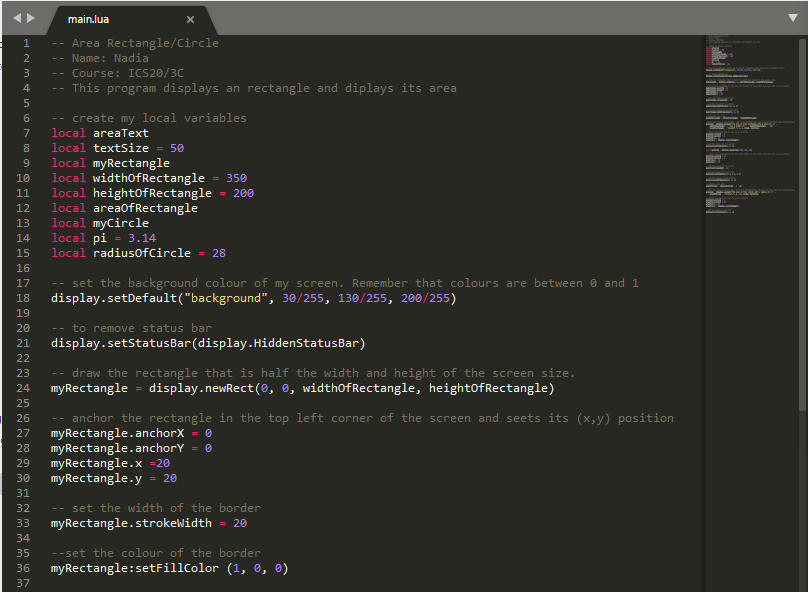 main.lua
1 -- Area Rectangle/Circle
2 -- Name: Nadia
3 -- Course: ICS20/3C
4 -- This program displays an rectangle and diplays its area
5
6 -- create my local variables
7 local areaText
8 local textSize = 50
9 local myRectangle
10 local widthOfRectangle = 350
11 local heightOfRectangle = 200
12 local areaOfRectangle
13 local myCircle
14 local pi = 3.14
15 local radiusOfCircle = 28
16
17 -- set the background colour of my screen. Remember that colours are between 0 and 1
18 display.setDefault("background", 30/255, 130/255, 200/255)
19
20 -- to remove status bar
21 display.setStatusBar(display.HiddenStatusBar)
22
23 -- draw the rectangle that is half the width and height of the screen size.
24 myRectangle = display.newRect(0, 0, widthOfRectangle, heightOfRectangle)
25
26 -- anchor the rectangle in the top left corner of the screen and seets its (x,y) position
27 myRectangle.anchorX = 0
28 myRectangle.anchorY = 0
29 myRectangle.x =20
30 myRectangle.y = 20
31
32 -- set the width of the border
33 myRectangle.strokeWidth = 20
34
35 --set the colour of the border
36 myRectangle:setFillColor (1, 0, 0)
37